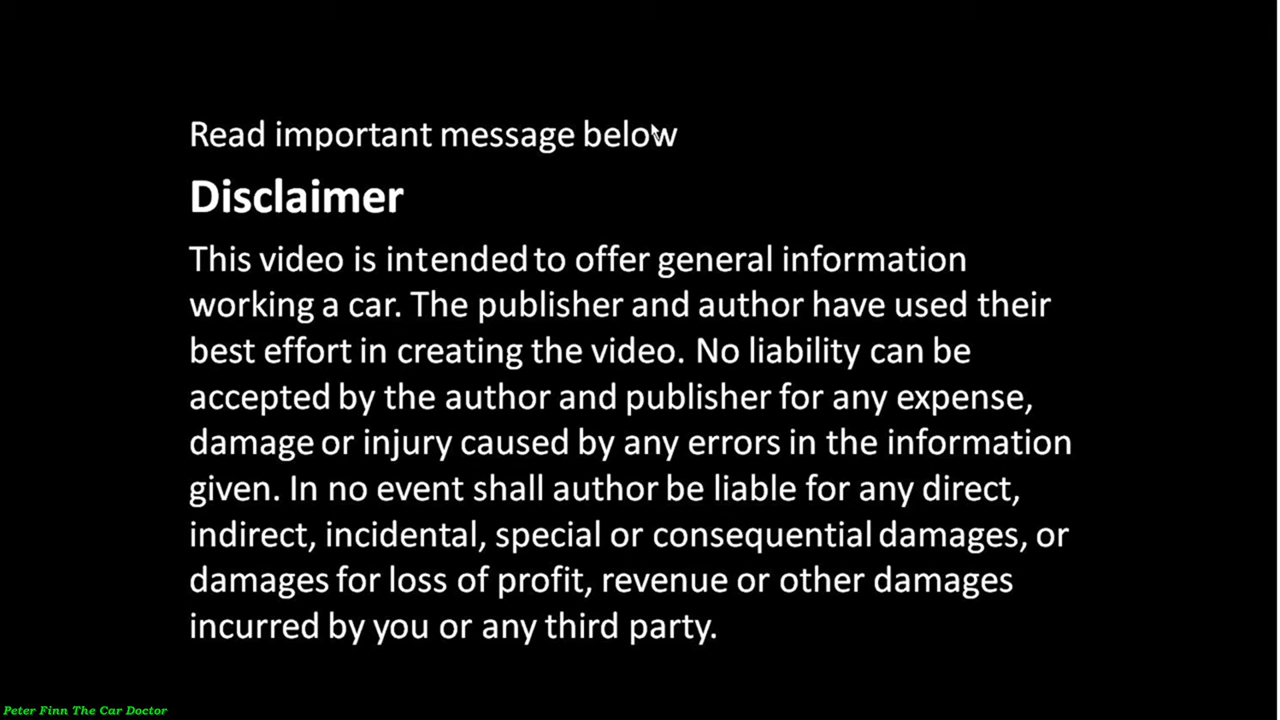 Read important message below
Disclaimer
This video is intended to offer general information
working a car. The publisher and author have used their
best effort in creating the video. No liability can be
accepted by the author and publisher for any expense,
damage or injury caused by any errors in the information
given. In no event shall author be liable for any direct,
indirect, incidental, special or consequential damages, or
damages for loss of profit, revenue or other damages
incurred by you or any third party.
Peter Finn The Car Doctor